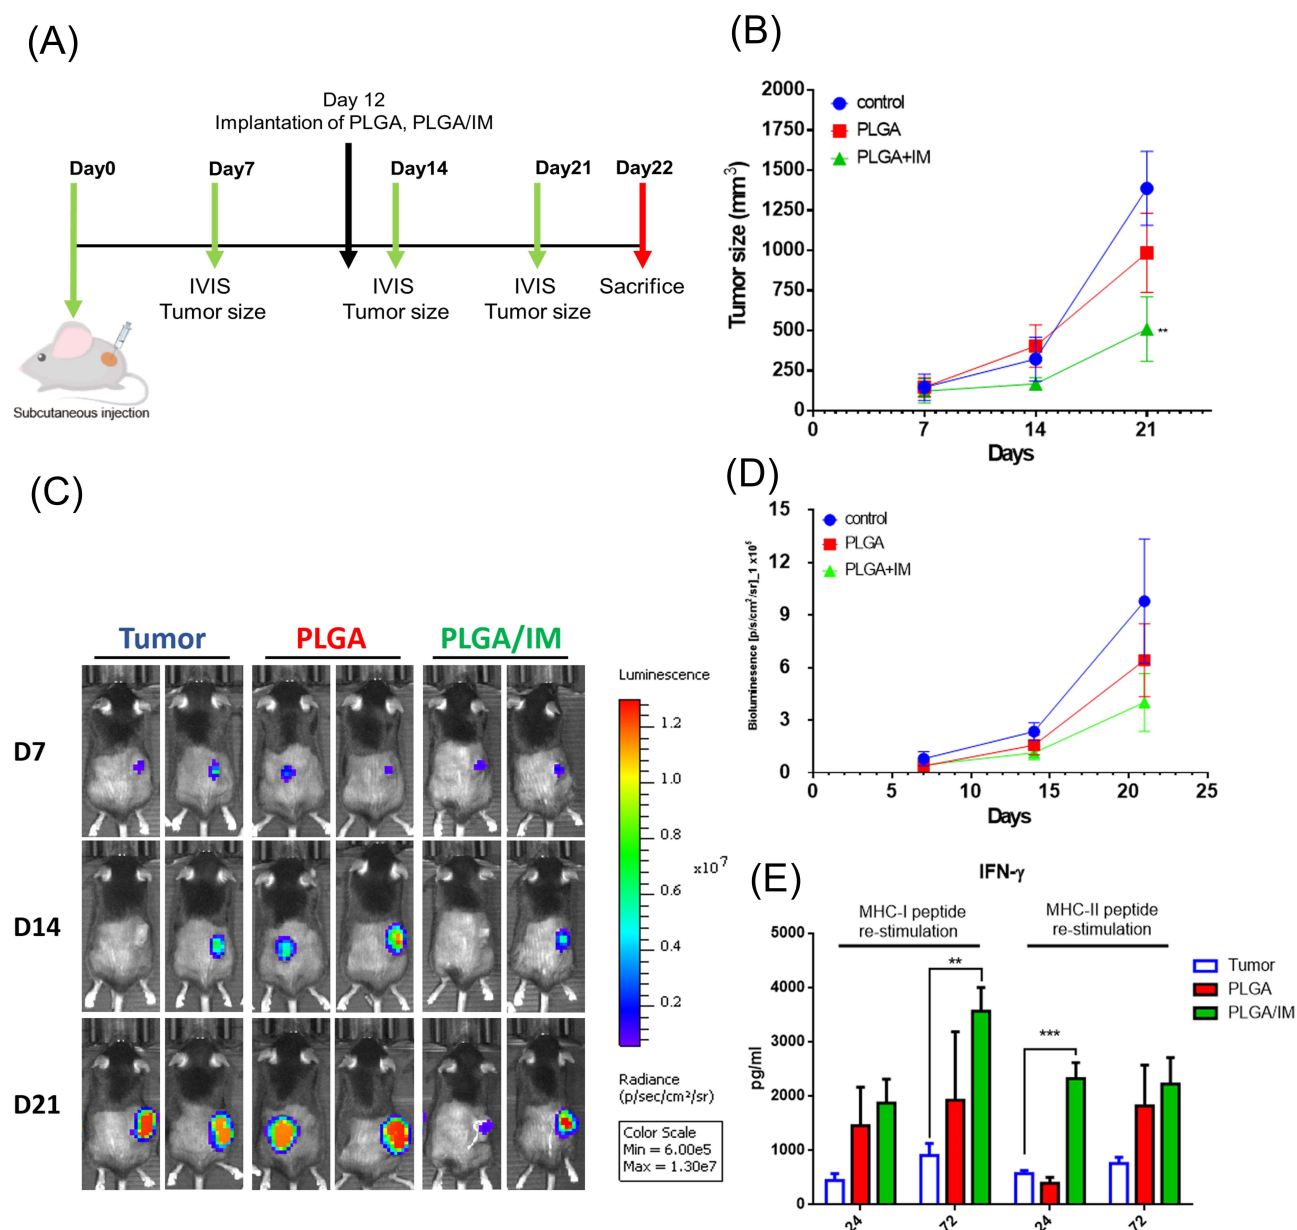 (A)
Day 12
Implantation of PLGA, PLGA/IM
Day0
Day7
Day14
Day21
Day22
IVIS
Tumor size
IVIS
Tumor size
IVIS
Tumor size
Sacrifice
Subcutaneous injection
(B)
2000
1750
1500
1250
1000
750
500
250
0
Tumor size (mm³)
control
PLGA
PLGA+IM
**
0
7
14
21
Days
(C)
Tumor
PLGA
PLGA/IM
D7
D14
D21
Luminescence
1.2
1.0
0.8
0.6
x10⁷
0.4
0.2
Radiance
(p/sec/cm²/sr)
Color Scale
Min = 6.00e5
Max = 1.30e7
(D)
15
12
9
6
3
0
Bioluminesence [p/s/cm²/sr]_1 x10⁵
control
PLGA
PLGA+IM
0
5
10
15
20
25
Days
(E)
IFN-γ
MHC-I peptide
re-stimulation
MHC-II peptide
re-stimulation
5000
4000
3000
2000
1000
0
pg/ml
**
***
Tumor
PLGA
PLGA/IM
24
72
24
72